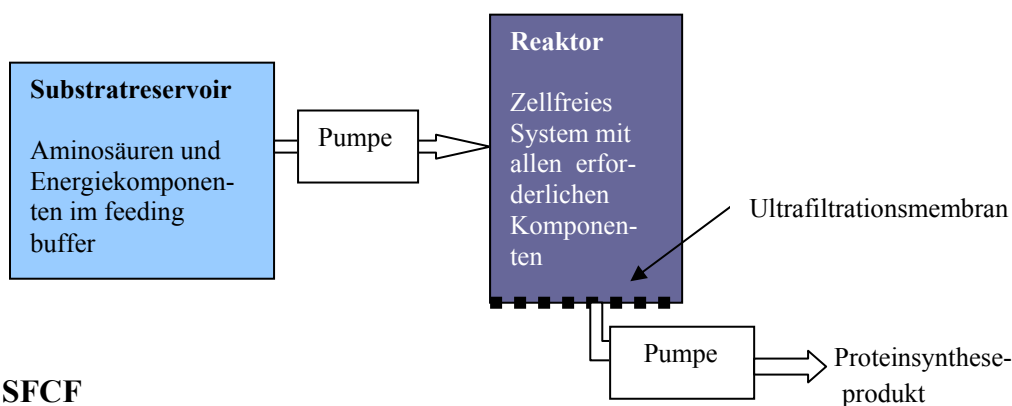 Substratreservoir
Aminosäuren und
Energiekomponen-
ten im feeding
buffer
Pumpe
Reaktor
Zellfreies
System mit
allen erfor-
derlichen
Komponen-
ten
Ultrafiltrationsmembran
Pumpe
Proteinsynthese-
produkt
SFCF